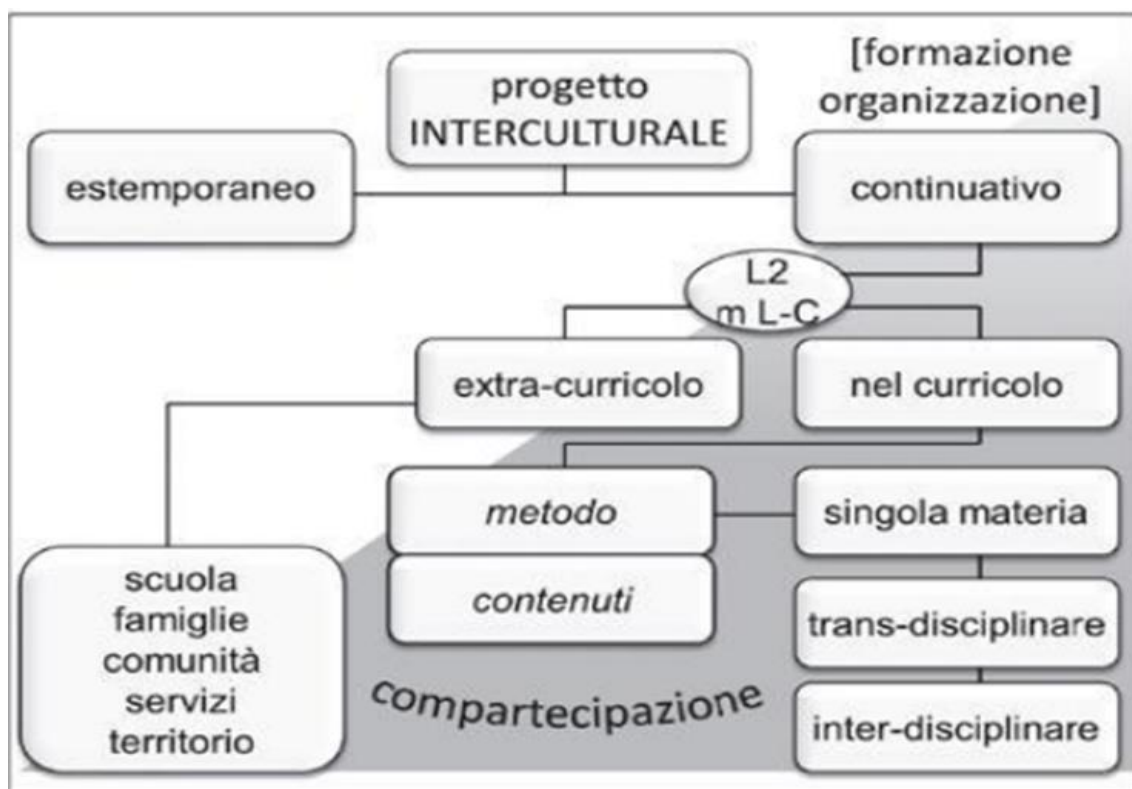 progetto
INTERCULTURALE
[formazione
organizzazione]
estemporaneo
continuativo
L2
m L-C
extra-curricolo
nel curricolo
metodo
contenuti
singola materia
trans-disciplinare
inter-disciplinare
scuola
famiglie
comunità
servizi
territorio
compartecipazione